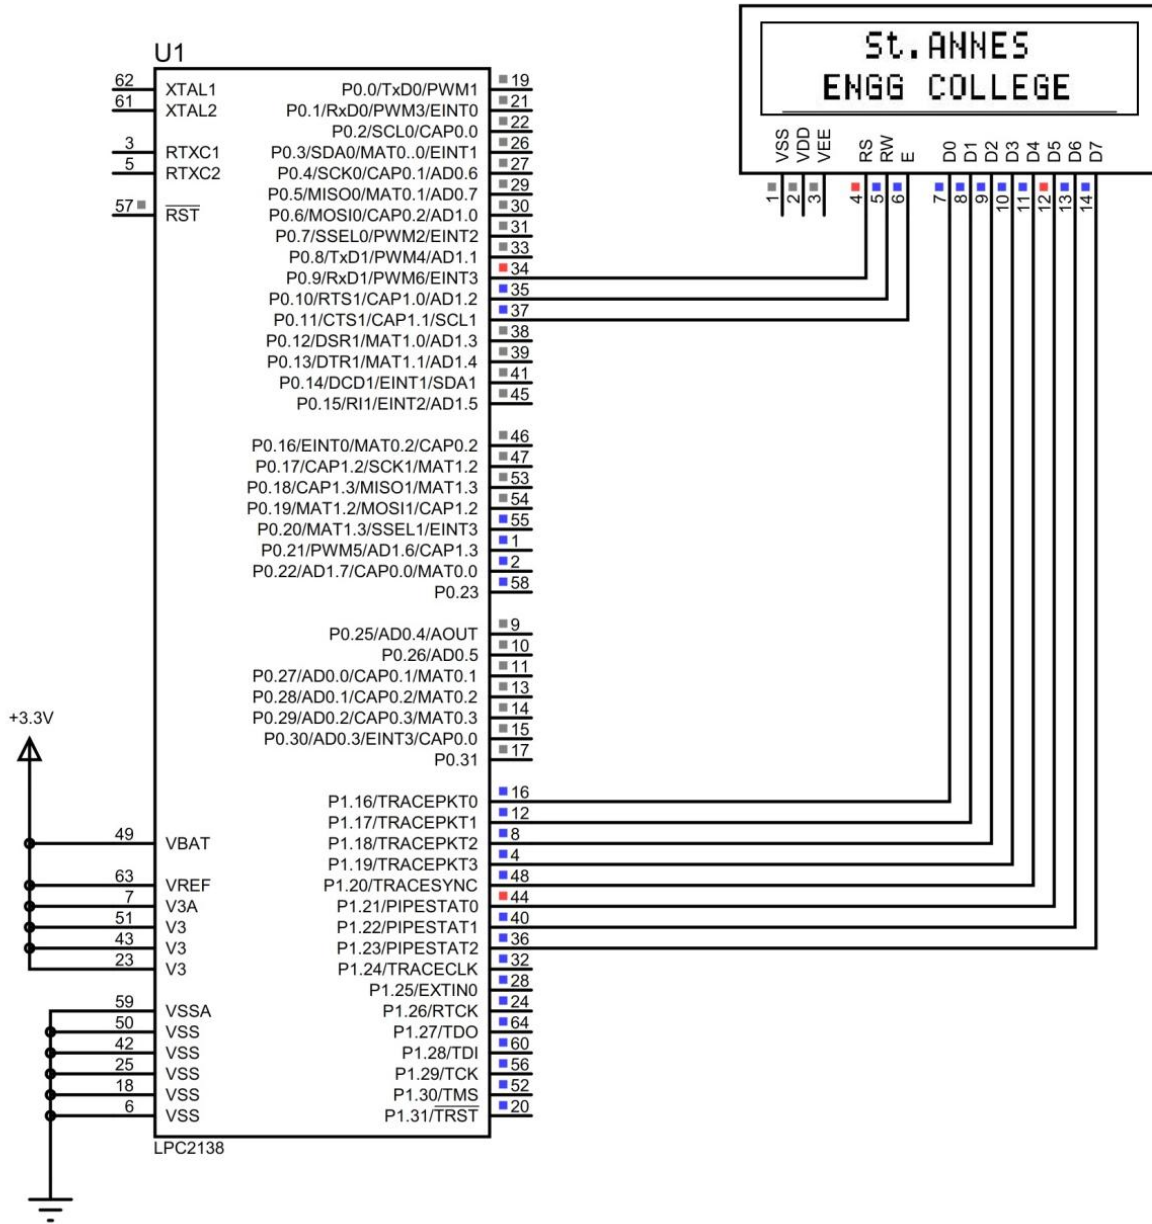 St.ANNES
ENGG COLLEGE
VSS VDD VEE RS RW E D0 D1 D2 D3 D4 D5 D6 D7
1 2 3 4 5 6 7 8 9 10 11 12 13 14
U1
62 XTAL1
61 XTAL2
3 RTXC1
5 RTXC2
57 RST
P0.0/TxD0/PWM1 19
P0.1/RxD0/PWM3/EINT0 21
P0.2/SCL0/CAP0.0 22
P0.3/SDA0/MAT0..0/EINT1 26
P0.4/SCK0/CAP0.1/AD0.6 27
P0.5/MISO0/MAT0.1/AD0.7 29
P0.6/MOSI0/CAP0.2/AD1.0 30
P0.7/SSEL0/PWM2/EINT2 31
P0.8/TxD1/PWM4/AD1.1 33
P0.9/RxD1/PWM6/EINT3 34
P0.10/RTS1/CAP1.0/AD1.2 35
P0.11/CTS1/CAP1.1/SCL1 37
P0.12/DSR1/MAT1.0/AD1.3 38
P0.13/DTR1/MAT1.1/AD1.4 39
P0.14/DCD1/EINT1/SDA1 41
P0.15/RI1/EINT2/AD1.5 45
P0.16/EINT0/MAT0.2/CAP0.2 46
P0.17/CAP1.2/SCK1/MAT1.2 47
P0.18/CAP1.3/MISO1/MAT1.3 53
P0.19/MAT1.2/MOSI1/CAP1.2 54
P0.20/MAT1.3/SSEL1/EINT3 55
P0.21/PWM5/AD1.6/CAP1.3 1
P0.22/AD1.7/CAP0.0/MAT0.0 2
P0.23 58
P0.25/AD0.4/AOUT 9
P0.26/AD0.5 10
P0.27/AD0.0/CAP0.1/MAT0.1 11
P0.28/AD0.1/CAP0.2/MAT0.2 13
P0.29/AD0.2/CAP0.3/MAT0.3 14
P0.30/AD0.3/EINT3/CAP0.0 15
P0.31 17
+3.3V
P1.16/TRACEPKT0 16
P1.17/TRACEPKT1 12
49 VBAT P1.18/TRACEPKT2 8
P1.19/TRACEPKT3 4
63 VREF P1.20/TRACESYNC 48
7 V3A P1.21/PIPESTAT0 44
51 V3 P1.22/PIPESTAT1 40
43 V3 P1.23/PIPESTAT2 36
23 V3 P1.24/TRACECLK 32
P1.25/EXTIN0 28
59 VSSA P1.26/RTCK 24
50 VSS P1.27/TDO 64
42 VSS P1.28/TDI 60
25 VSS P1.29/TCK 56
18 VSS P1.30/TMS 52
6 VSS P1.31/TRST 20
LPC2138